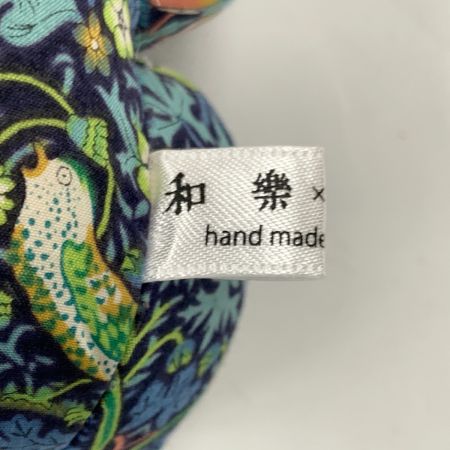 和 樂 ×
hand made